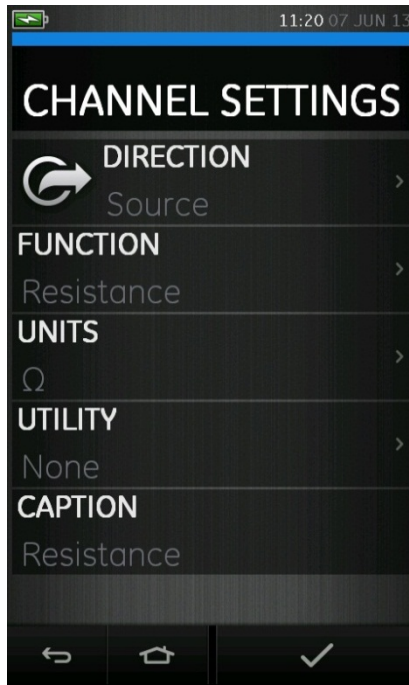 11:20 07 JUN 13
CHANNEL SETTINGS
DIRECTION
Source
FUNCTION
Resistance
UNITS
Ω
UTILITY
None
CAPTION
Resistance